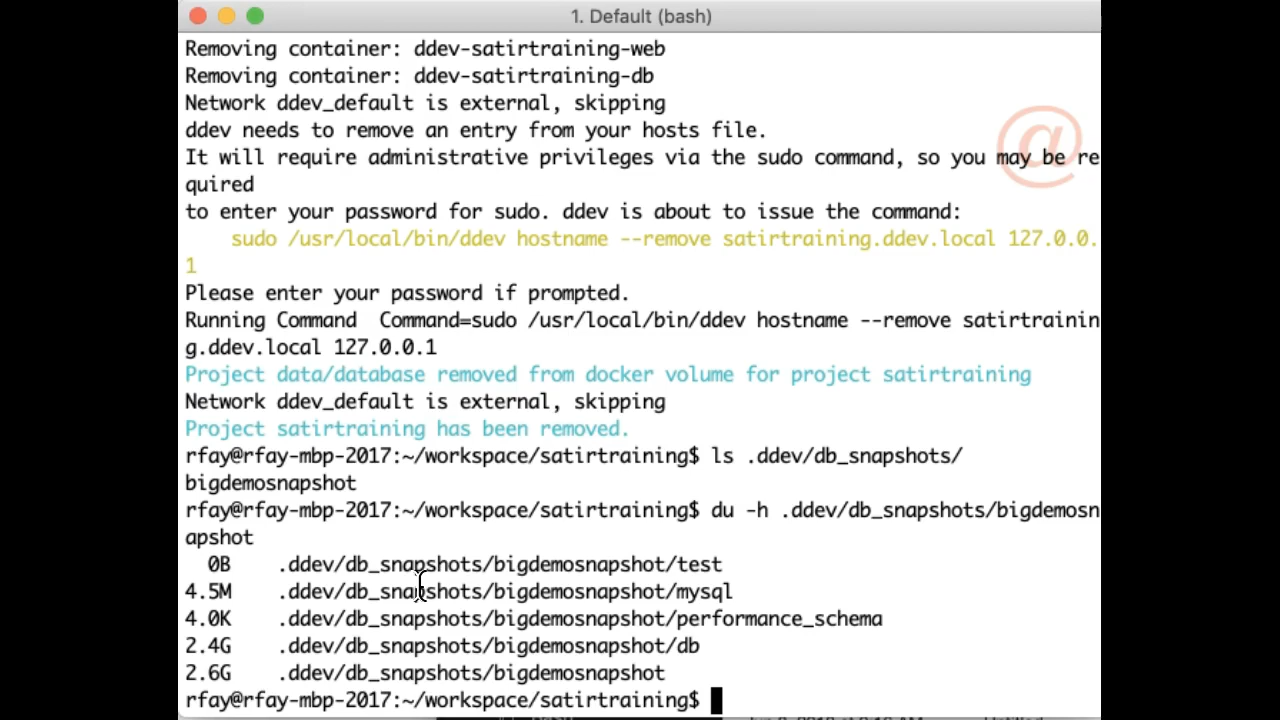 1. Default (bash)
Removing container: ddev-satirtraining-web
Removing container: ddev-satirtraining-db
Network ddev_default is external, skipping
ddev needs to remove an entry from your hosts file.
It will require administrative privileges via the sudo command, so you may be re
quired
to enter your password for sudo. ddev is about to issue the command:
    sudo /usr/local/bin/ddev hostname --remove satirtraining.ddev.local 127.0.0.
1
Please enter your password if prompted.
Running Command  Command=sudo /usr/local/bin/ddev hostname --remove satirtrainin
g.ddev.local 127.0.0.1
Project data/database removed from docker volume for project satirtraining
Network ddev_default is external, skipping
Project satirtraining has been removed.
rfay@rfay-mbp-2017:~/workspace/satirtraining$ ls .ddev/db_snapshots/
bigdemosnapshot
rfay@rfay-mbp-2017:~/workspace/satirtraining$ du -h .ddev/db_snapshots/bigdemosn
apshot
  0B    .ddev/db_snapshots/bigdemosnapshot/test
4.5M    .ddev/db_snapshots/bigdemosnapshot/mysql
4.0K    .ddev/db_snapshots/bigdemosnapshot/performance_schema
2.4G    .ddev/db_snapshots/bigdemosnapshot/db
2.6G    .ddev/db_snapshots/bigdemosnapshot
rfay@rfay-mbp-2017:~/workspace/satirtraining$
@